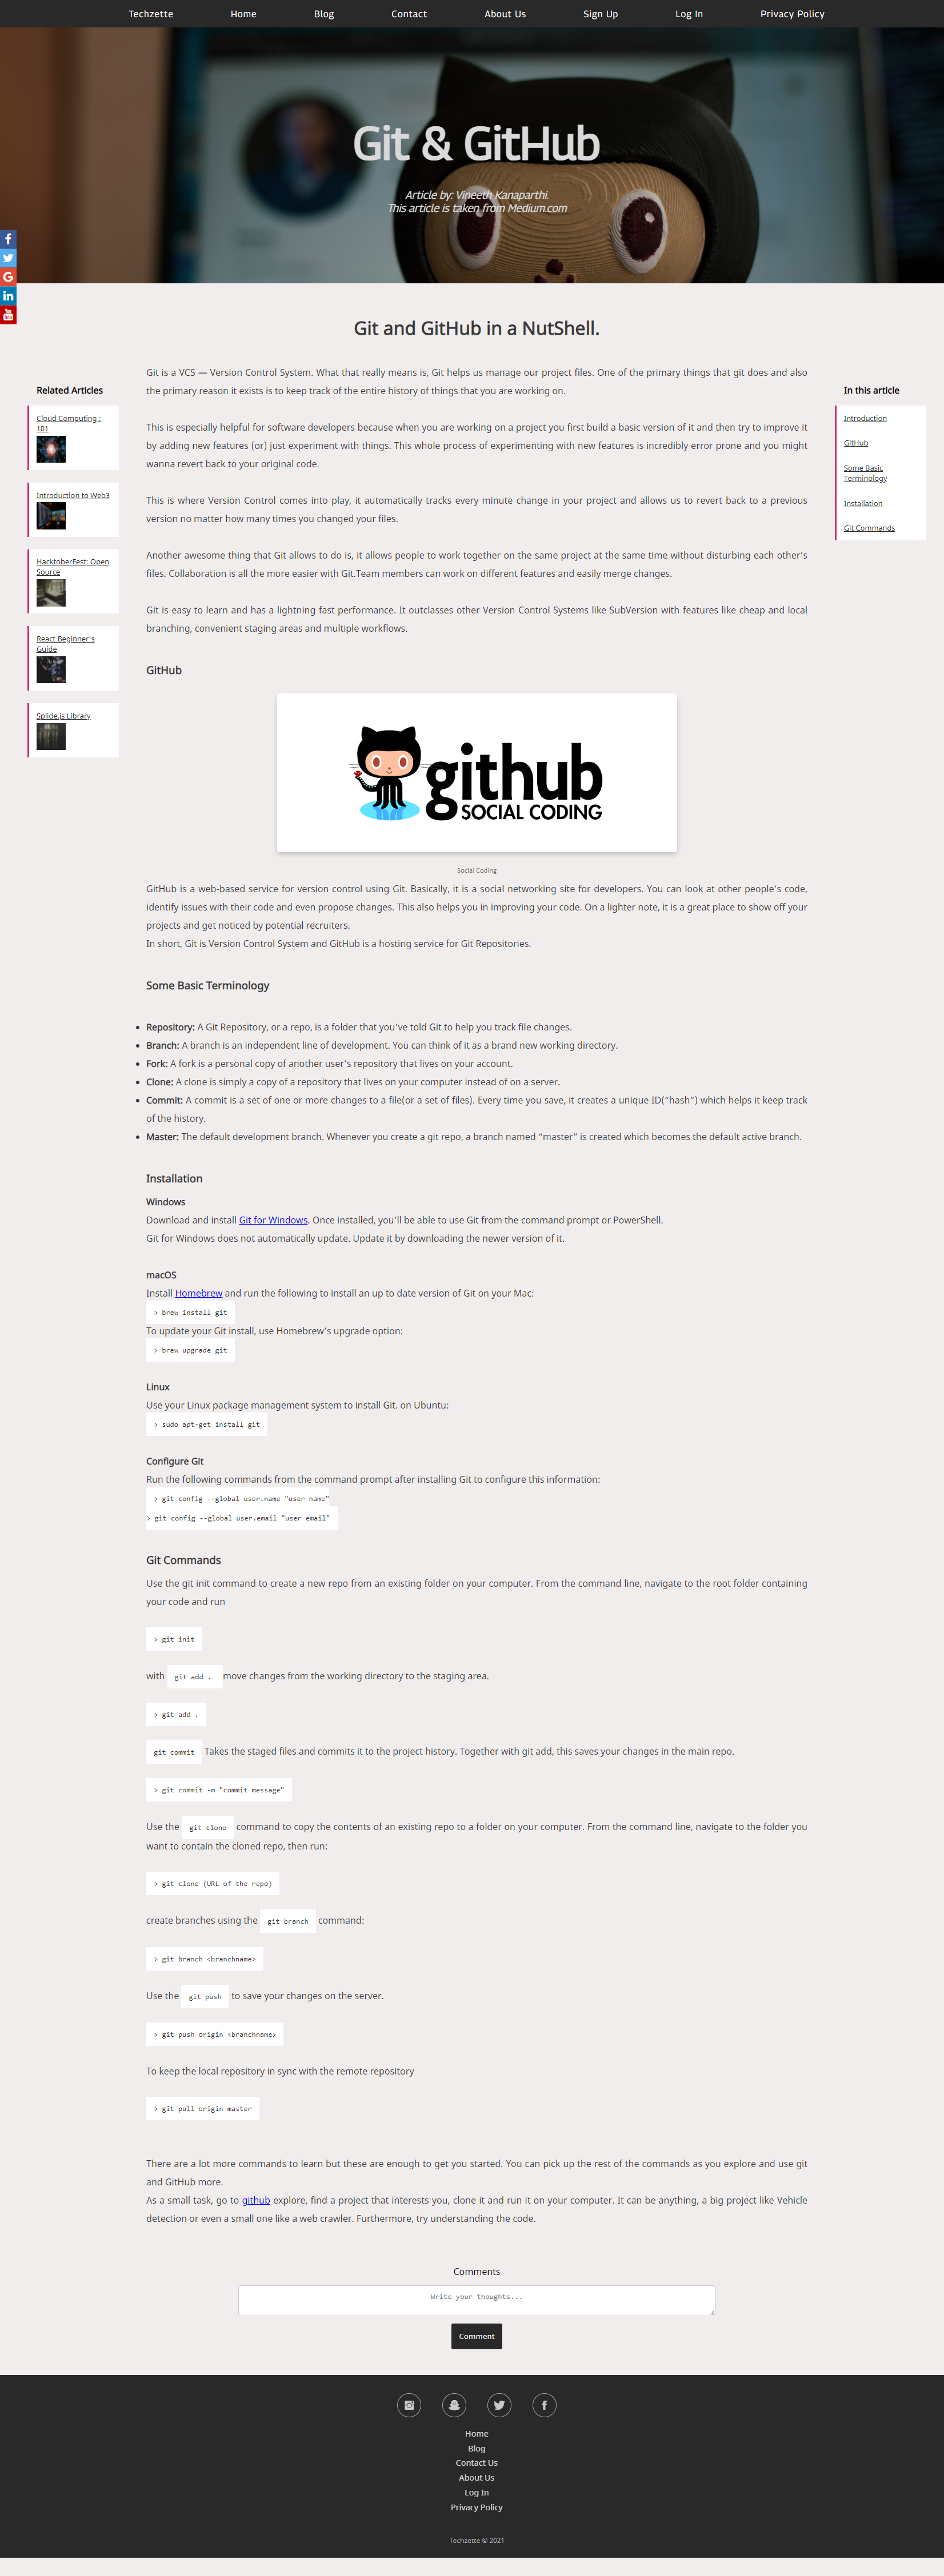 Techzette Home Blog Contact About Us Sign Up Log In Privacy Policy
Git & GitHub
Article by: Vineeth Kanaparthi.
This article is taken from Medium.com
Git and GitHub in a NutShell.
Related Articles
Cloud Computing :
101
Introduction to Web3
HacktoberFest: Open
Source
React Beginner's
Guide
Splide.js Library
Git is a VCS — Version Control System. What that really means is, Git helps us manage our project files. One of the primary things that git does and also
the primary reason it exists is to keep track of the entire history of things that you are working on.
This is especially helpful for software developers because when you are working on a project you first build a basic version of it and then try to improve it
by adding new features (or) just experiment with things. This whole process of experimenting with new features is incredibly error prone and you might
wanna revert back to your original code.
This is where Version Control comes into play, it automatically tracks every minute change in your project and allows us to revert back to a previous
version no matter how many times you changed your files.
Another awesome thing that Git allows to do is, it allows people to work together on the same project at the same time without disturbing each other's
files. Collaboration is all the more easier with Git.Team members can work on different features and easily merge changes.
Git is easy to learn and has a lightning fast performance. It outclasses other Version Control Systems like SubVersion with features like cheap and local
branching, convenient staging areas and multiple workflows.
GitHub
github
SOCIAL CODING
Social Coding
GitHub is a web-based service for version control using Git. Basically, it is a social networking site for developers. You can look at other people's code,
identify issues with their code and even propose changes. This also helps you in improving your code. On a lighter note, it is a great place to show off your
projects and get noticed by potential recruiters.
In short, Git is Version Control System and GitHub is a hosting service for Git Repositories.
Some Basic Terminology
• Repository: A Git Repository, or a repo, is a folder that you've told Git to help you track file changes.
• Branch: A branch is an independent line of development. You can think of it as a brand new working directory.
• Fork: A fork is a personal copy of another user's repository that lives on your account.
• Clone: A clone is simply a copy of a repository that lives on your computer instead of on a server.
• Commit: A commit is a set of one or more changes to a file(or a set of files). Every time you save, it creates a unique ID(“hash”) which helps it keep track
of the history.
• Master: The default development branch. Whenever you create a git repo, a branch named “master” is created which becomes the default active branch.
Installation
Windows
Download and install Git for Windows. Once installed, you'll be able to use Git from the command prompt or PowerShell.
Git for Windows does not automatically update. Update it by downloading the newer version of it.
macOS
Install Homebrew and run the following to install an up to date version of Git on your Mac:
> brew install git
To update your Git install, use Homebrew's upgrade option:
> brew upgrade git
Linux
Use your Linux package management system to install Git. on Ubuntu:
> sudo apt-get install git
Configure Git
Run the following commands from the command prompt after installing Git to configure this information:
> git config --global user.name "user name"
> git config --global user.email "user email"
Git Commands
Use the git init command to create a new repo from an existing folder on your computer. From the command line, navigate to the root folder containing
your code and run
> git init
with git add . move changes from the working directory to the staging area.
> git add .
git commit Takes the staged files and commits it to the project history. Together with git add, this saves your changes in the main repo.
> git commit -m "commit message"
Use the git clone command to copy the contents of an existing repo to a folder on your computer. From the command line, navigate to the folder you
want to contain the cloned repo, then run:
> git clone (URL of the repo)
create branches using the git branch command:
> git branch <branchname>
Use the git push to save your changes on the server.
> git push origin <branchname>
To keep the local repository in sync with the remote repository
> git pull origin master
There are a lot more commands to learn but these are enough to get you started. You can pick up the rest of the commands as you explore and use git
and GitHub more.
As a small task, go to github explore, find a project that interests you, clone it and run it on your computer. It can be anything, a big project like Vehicle
detection or even a small one like a web crawler. Furthermore, try understanding the code.
In this article
Introduction
GitHub
Some Basic
Terminology
Installation
Git Commands
Comments
Write your thoughts...
Comment
Home
Blog
Contact Us
About Us
Log In
Privacy Policy
Techzette © 2021